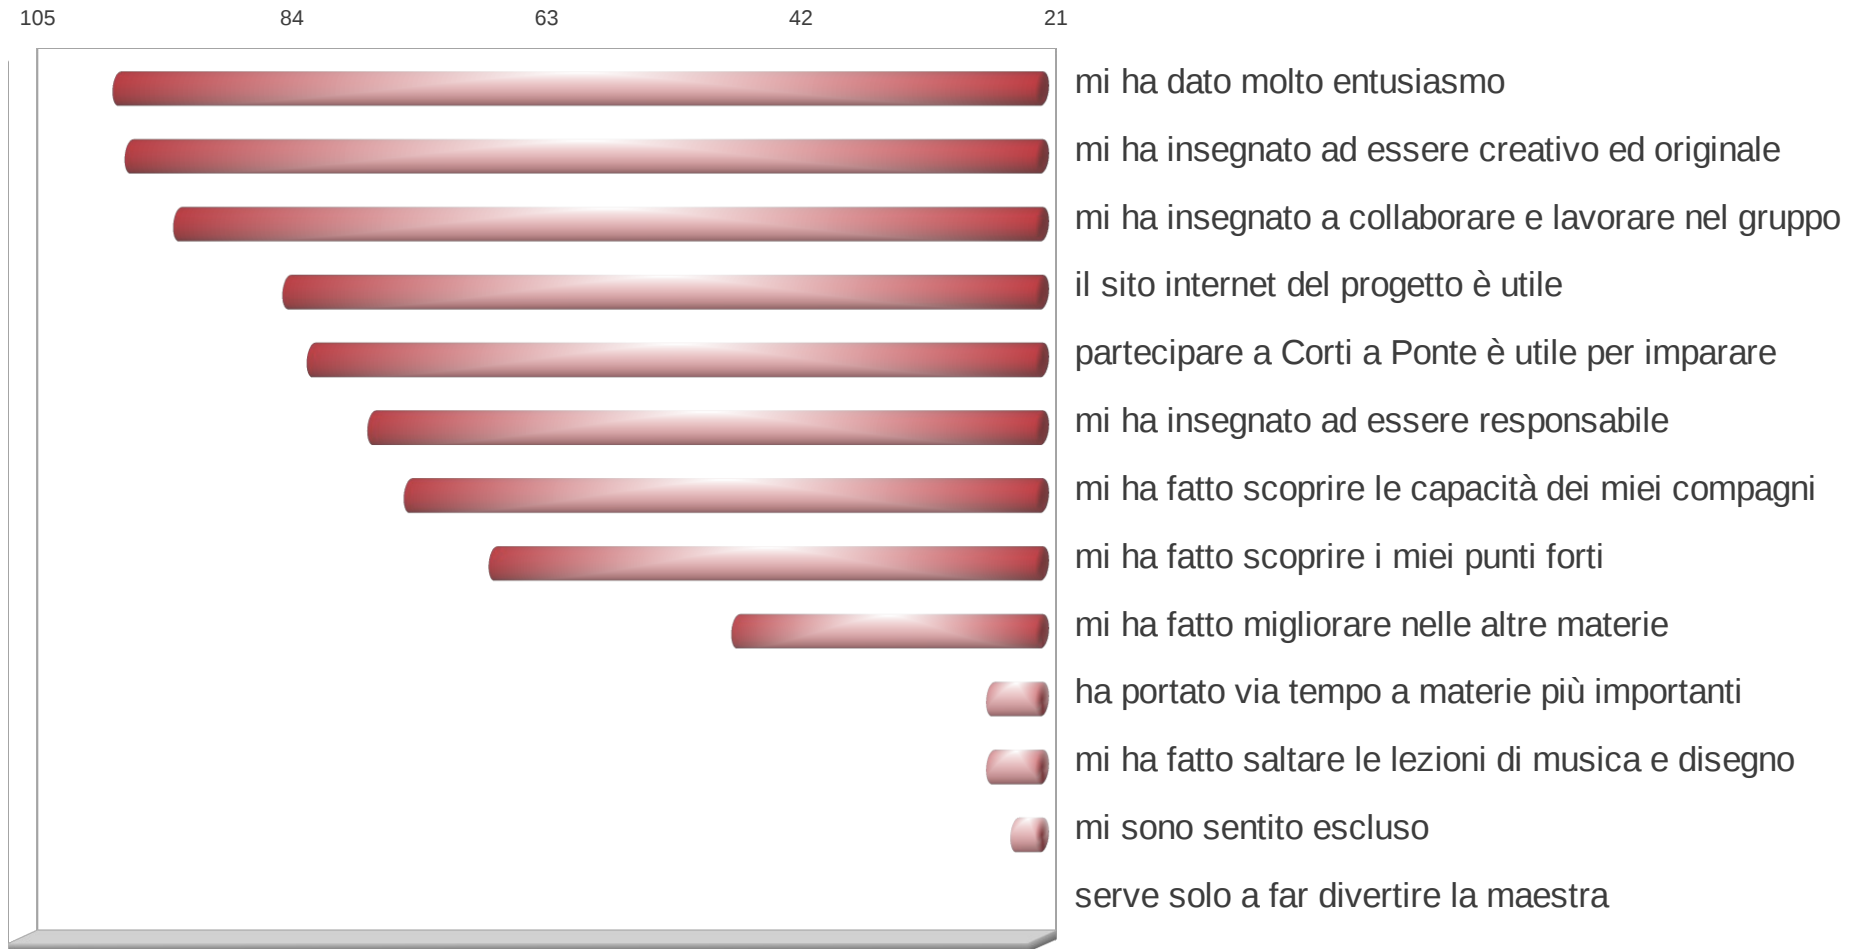 105 84 63 42 21
mi ha dato molto entusiasmo
mi ha insegnato ad essere creativo ed originale
mi ha insegnato a collaborare e lavorare nel gruppo
il sito internet del progetto è utile
partecipare a Corti a Ponte è utile per imparare
mi ha insegnato ad essere responsabile
mi ha fatto scoprire le capacità dei miei compagni
mi ha fatto scoprire i miei punti forti
mi ha fatto migliorare nelle altre materie
ha portato via tempo a materie più importanti
mi ha fatto saltare le lezioni di musica e disegno
mi sono sentito escluso
serve solo a far divertire la maestra